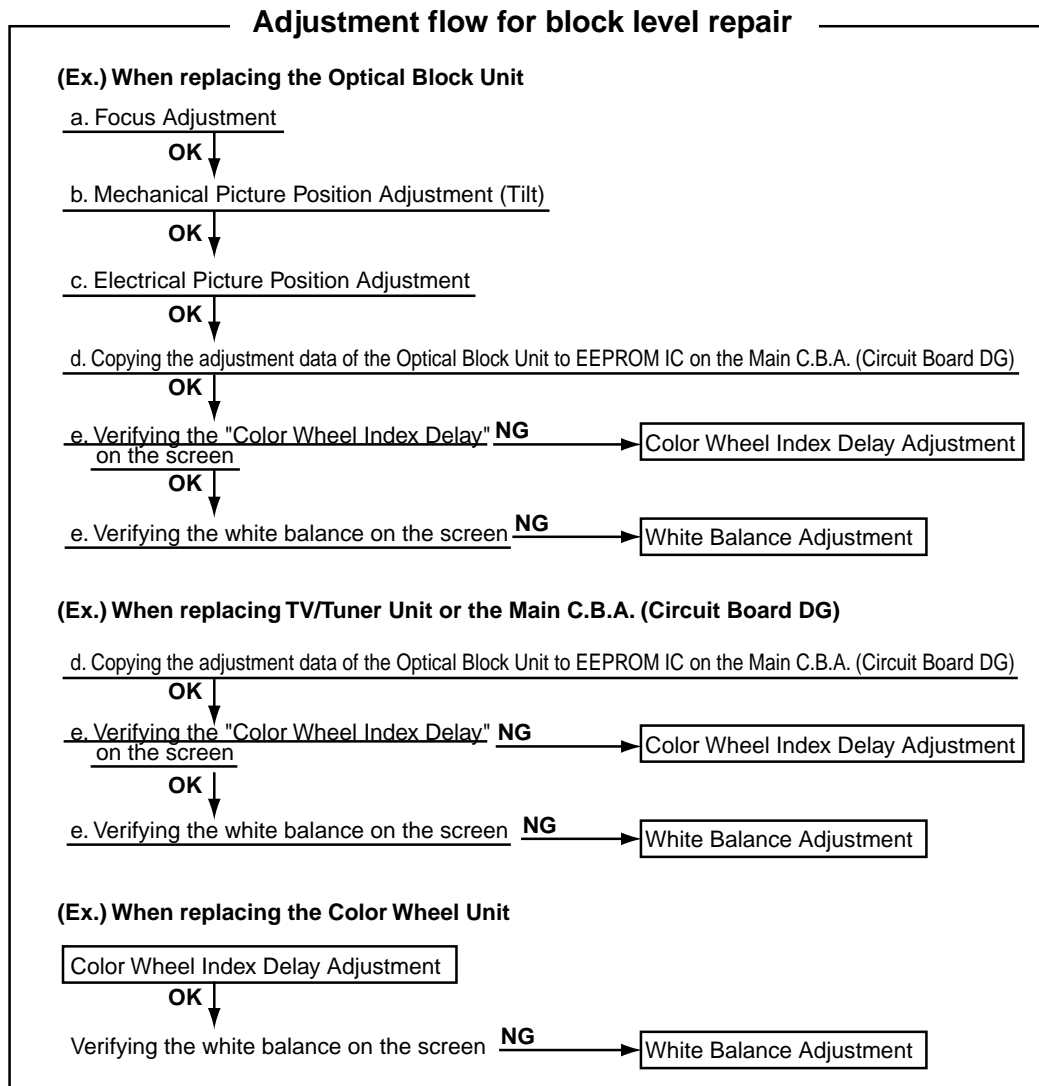 Adjustment flow for block level repair
(Ex.) When replacing the Optical Block Unit
a. Focus Adjustment
OK
b. Mechanical Picture Position Adjustment (Tilt)
OK
c. Electrical Picture Position Adjustment
OK
d. Copying the adjustment data of the Optical Block Unit to EEPROM IC on the Main C.B.A. (Circuit Board DG)
OK
e. Verifying the "Color Wheel Index Delay" NG Color Wheel Index Delay Adjustment
on the screen
OK
e. Verifying the white balance on the screen NG White Balance Adjustment
(Ex.) When replacing TV/Tuner Unit or the Main C.B.A. (Circuit Board DG)
d. Copying the adjustment data of the Optical Block Unit to EEPROM IC on the Main C.B.A. (Circuit Board DG)
OK
e. Verifying the "Color Wheel Index Delay" NG Color Wheel Index Delay Adjustment
on the screen
OK
e. Verifying the white balance on the screen NG White Balance Adjustment
(Ex.) When replacing the Color Wheel Unit
Color Wheel Index Delay Adjustment
OK
Verifying the white balance on the screen NG White Balance Adjustment